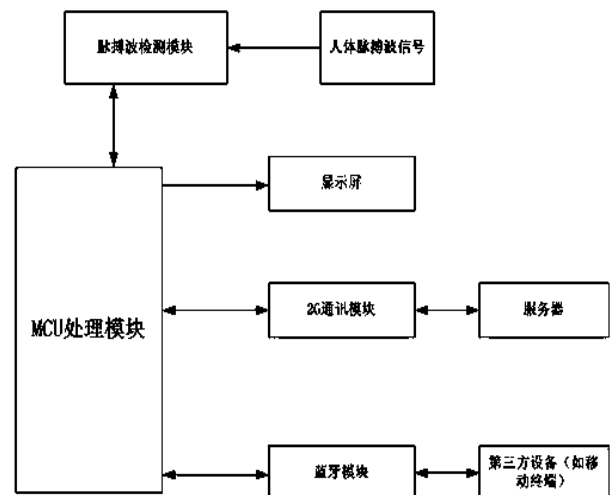 脉搏波检测模块
人体脉搏波信号
显示屏
MCU处理模块
2G通讯模块
服务器
蓝牙模块
第三方设备（如移
动终端）